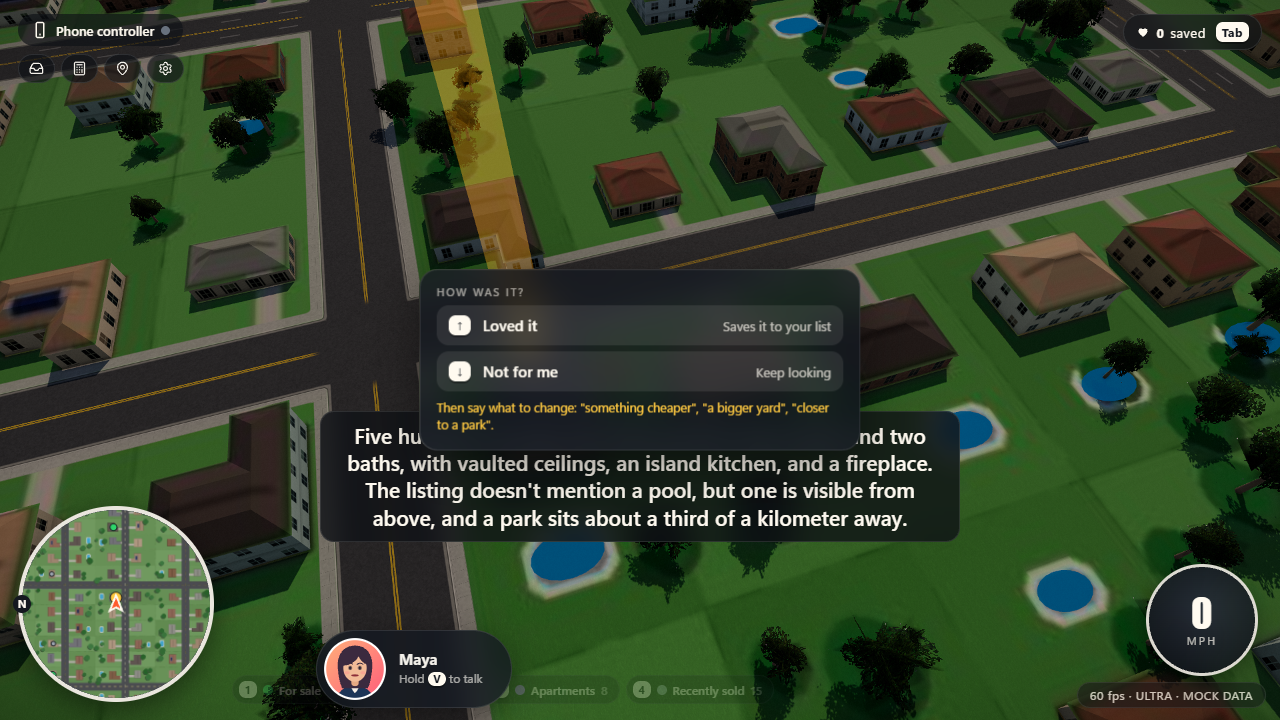 Phone controller
0 saved Tab
HOW WAS IT?
↑ Loved it Saves it to your list
↓ Not for me Keep looking
Then say what to change: "something cheaper", "a bigger yard", "closer
to a park".
Five nd two
baths, with vaulted ceilings, an island kitchen, and a fireplace.
The listing doesn't mention a pool, but one is visible from
above, and a park sits about a third of a kilometer away.
N
Maya
Hold V to talk
1 For sale
Apartments 8
4 Recently sold 15
0
MPH
60 fps · ULTRA · MOCK DATA